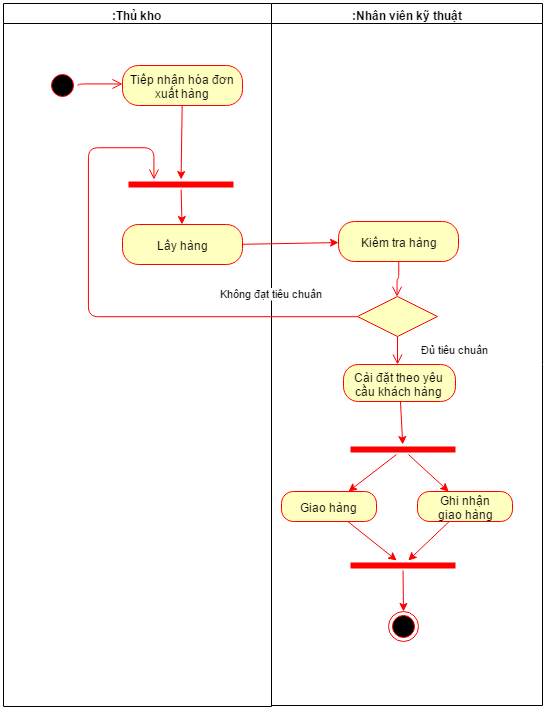 :Thủ kho
:Nhân viên kỹ thuật
Tiếp nhận hóa đơn
xuất hàng
Lấy hàng
Kiểm tra hàng
Không đạt tiêu chuẩn
Đủ tiêu chuẩn
Cài đặt theo yêu
cầu khách hàng
Giao hàng
Ghi nhận
giao hàng